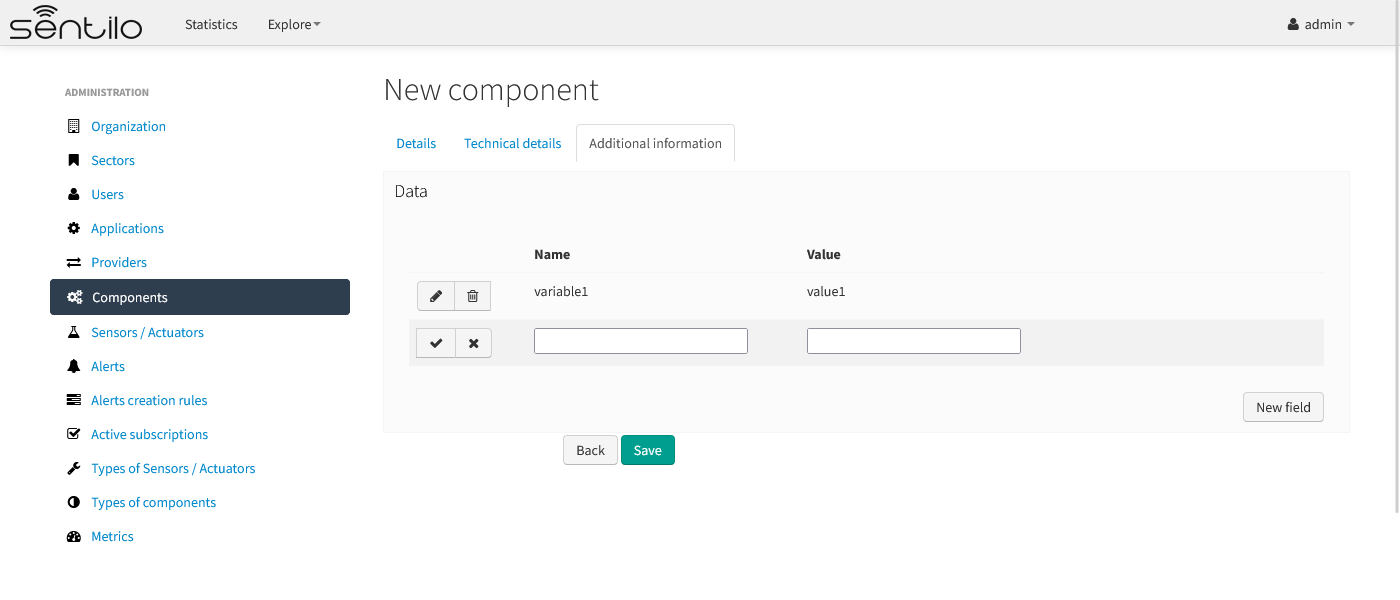 sentilo Statistics Explore admin
ADMINISTRATION
Organization
Sectors
Users
Applications
Providers
Components
Sensors / Actuators
Alerts
Alerts creation rules
Active subscriptions
Types of Sensors / Actuators
Types of components
Metrics
New component
Details Technical details Additional information
Data
Name Value
variable1 value1
New field
Back Save